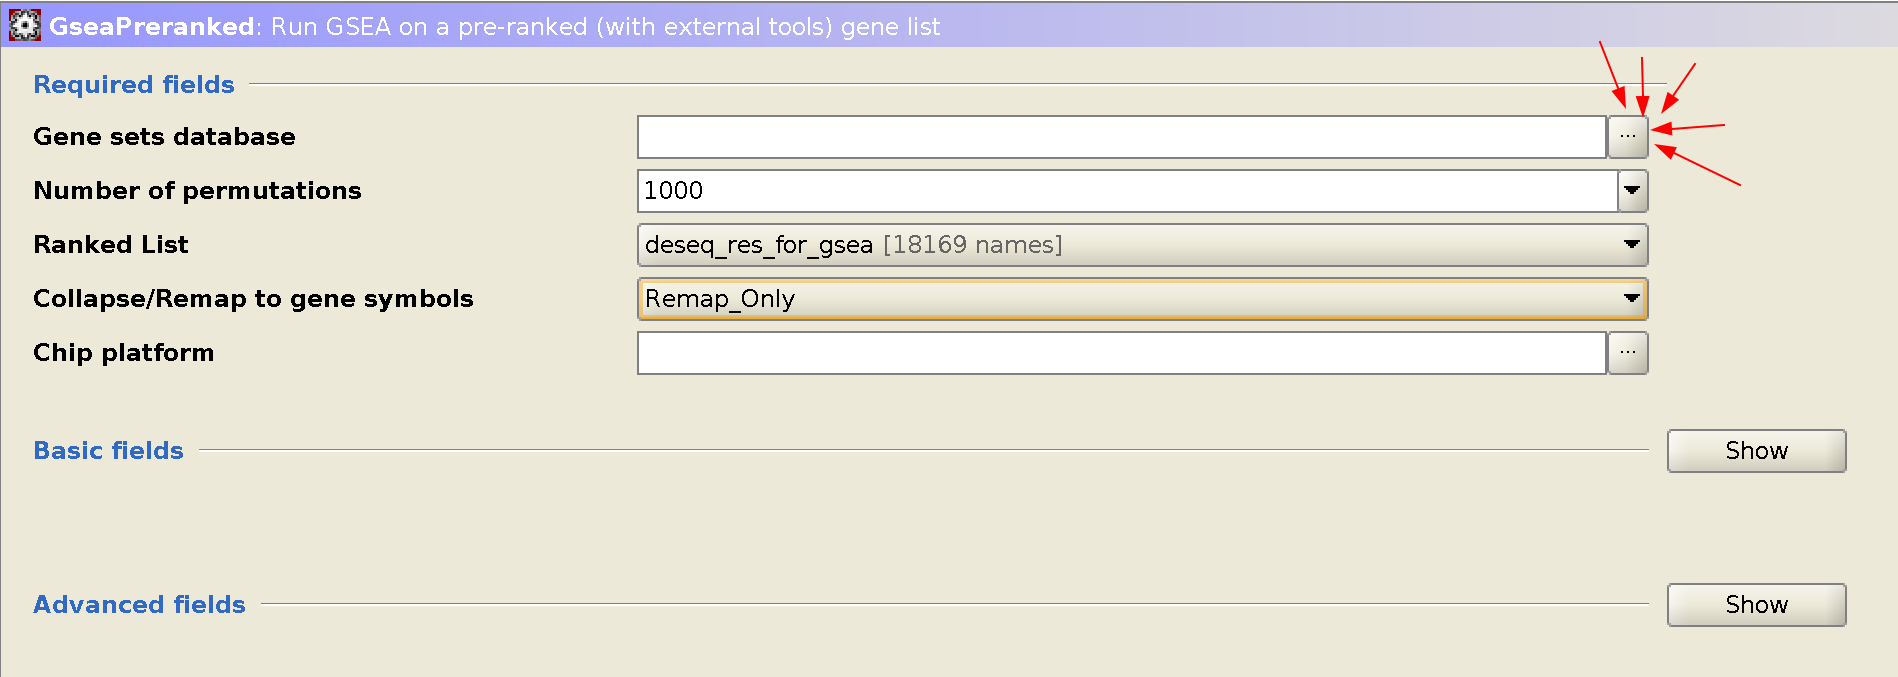 GseaPreranked: Run GSEA on a pre-ranked (with external tools) gene list
Required fields
Gene sets database ...
Number of permutations 1000
Ranked List deseq_res_for_gsea [18169 names]
Collapse/Remap to gene symbols Remap_Only
Chip platform ...
Basic fields Show
Advanced fields Show